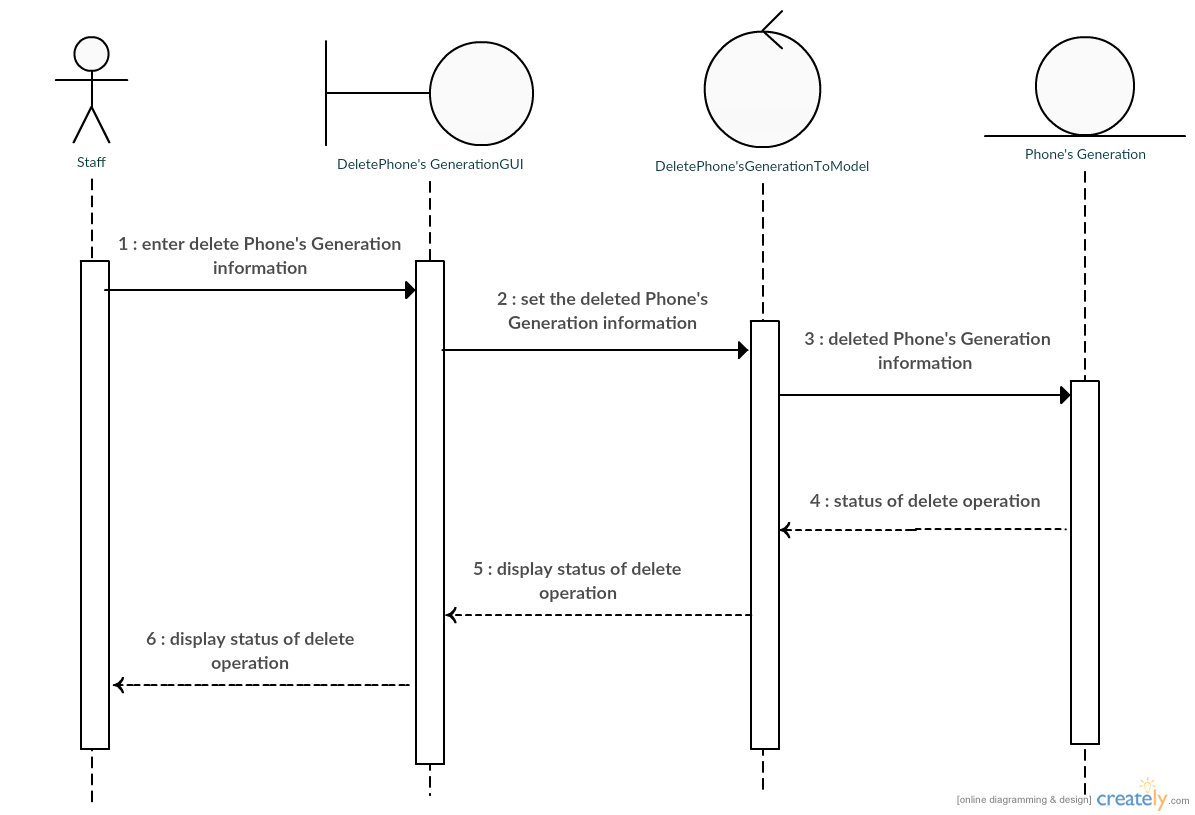 Staff
DeletePhone's GenerationGUI
DeletePhone'sGenerationToModel
Phone's Generation
1 : enter delete Phone's Generation
information
2 : set the deleted Phone's
Generation information
3 : deleted Phone's Generation
information
4 : status of delete operation
5 : display status of delete
operation
6 : display status of delete
operation
[online diagramming & design] creately.com